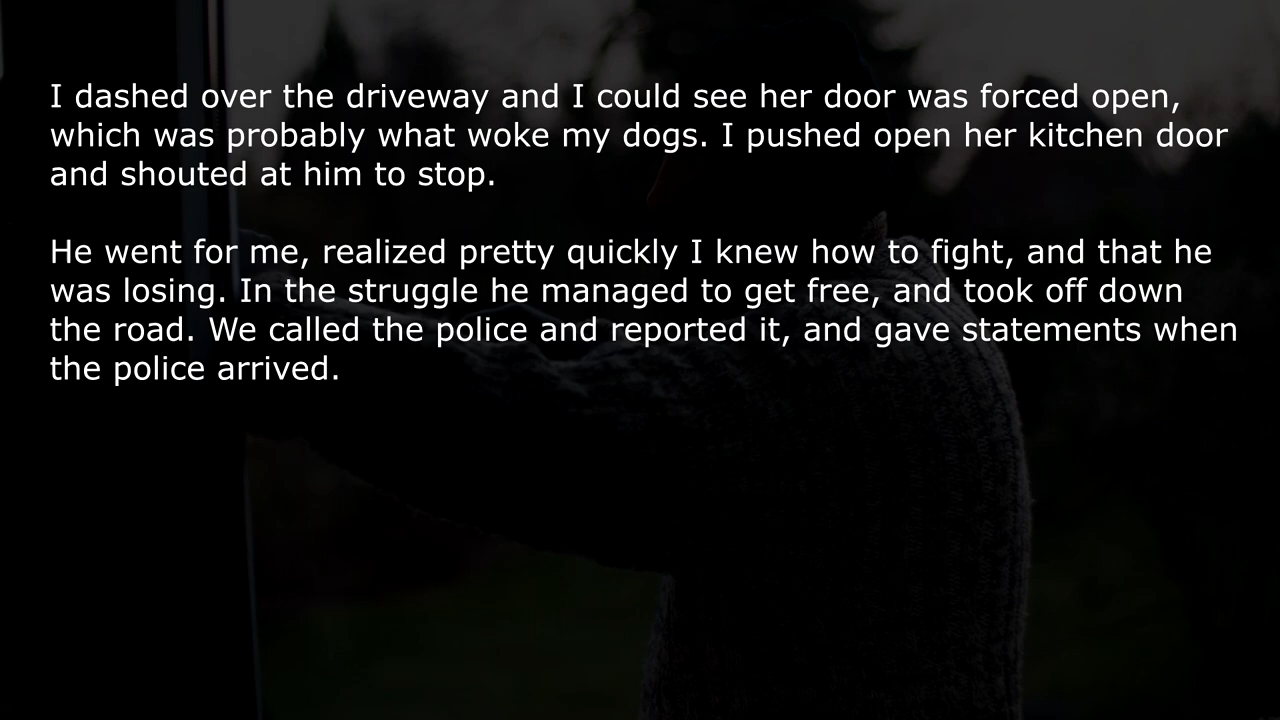 I dashed over the driveway and I could see her door was forced open,
which was probably what woke my dogs. I pushed open her kitchen door
and shouted at him to stop.
He went for me, realized pretty quickly I knew how to fight, and that he
was losing. In the struggle he managed to get free, and took off down
the road. We called the police and reported it, and gave statements when
the police arrived.